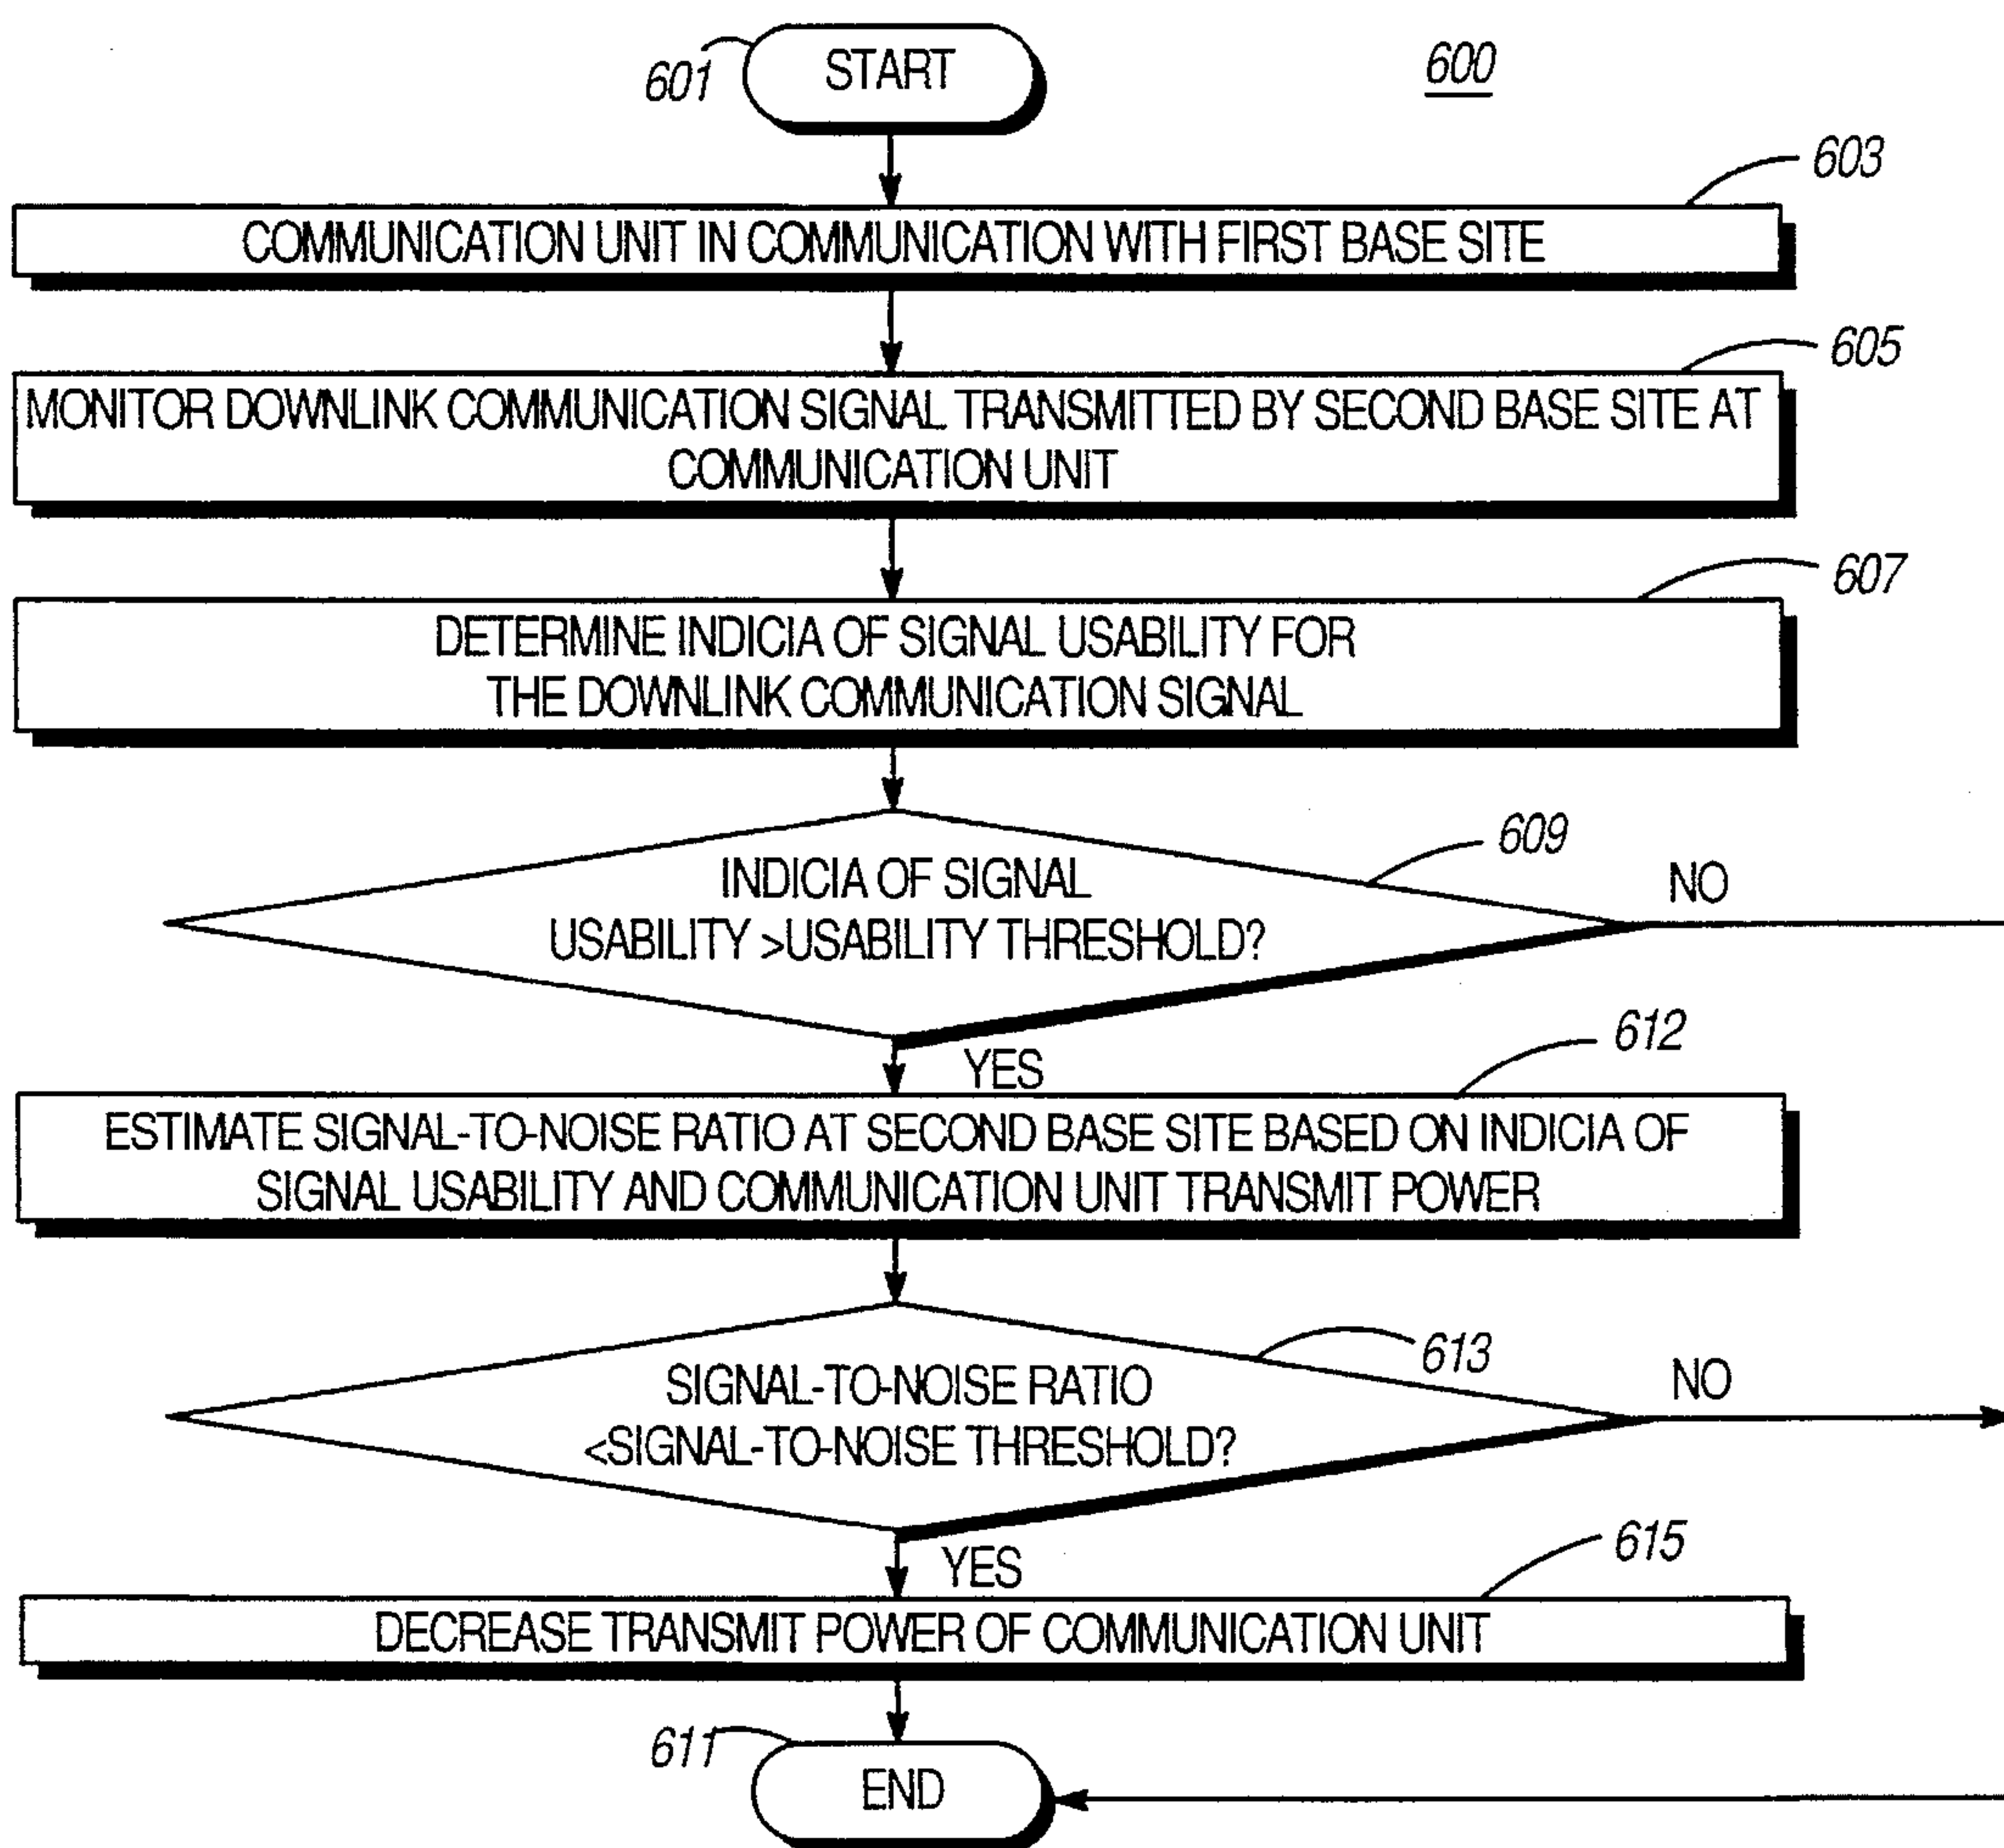 601
START
600
603
COMMUNICATION UNIT IN COMMUNICATION WITH FIRST BASE SITE
605
MONITOR DOWNLINK COMMUNICATION SIGNAL TRANSMITTED BY SECOND BASE SITE AT
COMMUNICATION UNIT
607
DETERMINE INDICIA OF SIGNAL USABILITY FOR
THE DOWNLINK COMMUNICATION SIGNAL
609
INDICIA OF SIGNAL
USABILITY >USABILITY THRESHOLD?
NO
YES
612
ESTIMATE SIGNAL-TO-NOISE RATIO AT SECOND BASE SITE BASED ON INDICIA OF
SIGNAL USABILITY AND COMMUNICATION UNIT TRANSMIT POWER
613
SIGNAL-TO-NOISE RATIO
<SIGNAL-TO-NOISE THRESHOLD?
NO
YES
615
DECREASE TRANSMIT POWER OF COMMUNICATION UNIT
611
END